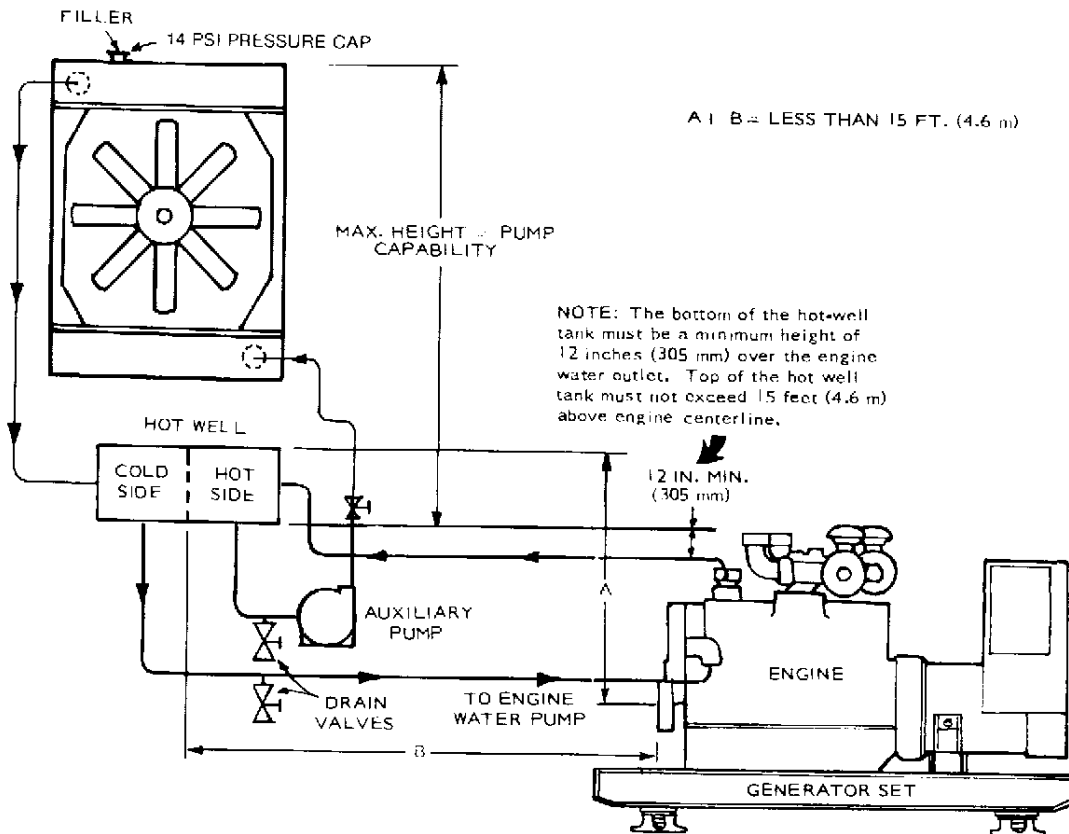 FILLER
14 PSI PRESSURE CAP
A I B = LESS THAN 15 FT. (4.6 m)
MAX. HEIGHT = PUMP
CAPABILITY
NOTE: The bottom of the hot-well
tank must be a minimum height of
12 inches (305 mm) over the engine
water outlet. Top of the hot well
tank must not exceed 15 feet (4.6 m)
above engine centerline.
HOT WELL
COLD
SIDE
HOT
SIDE
12 IN. MIN.
(305 mm)
A
AUXILIARY
PUMP
ENGINE
DRAIN
VALVES
TO ENGINE
WATER PUMP
B
GENERATOR SET